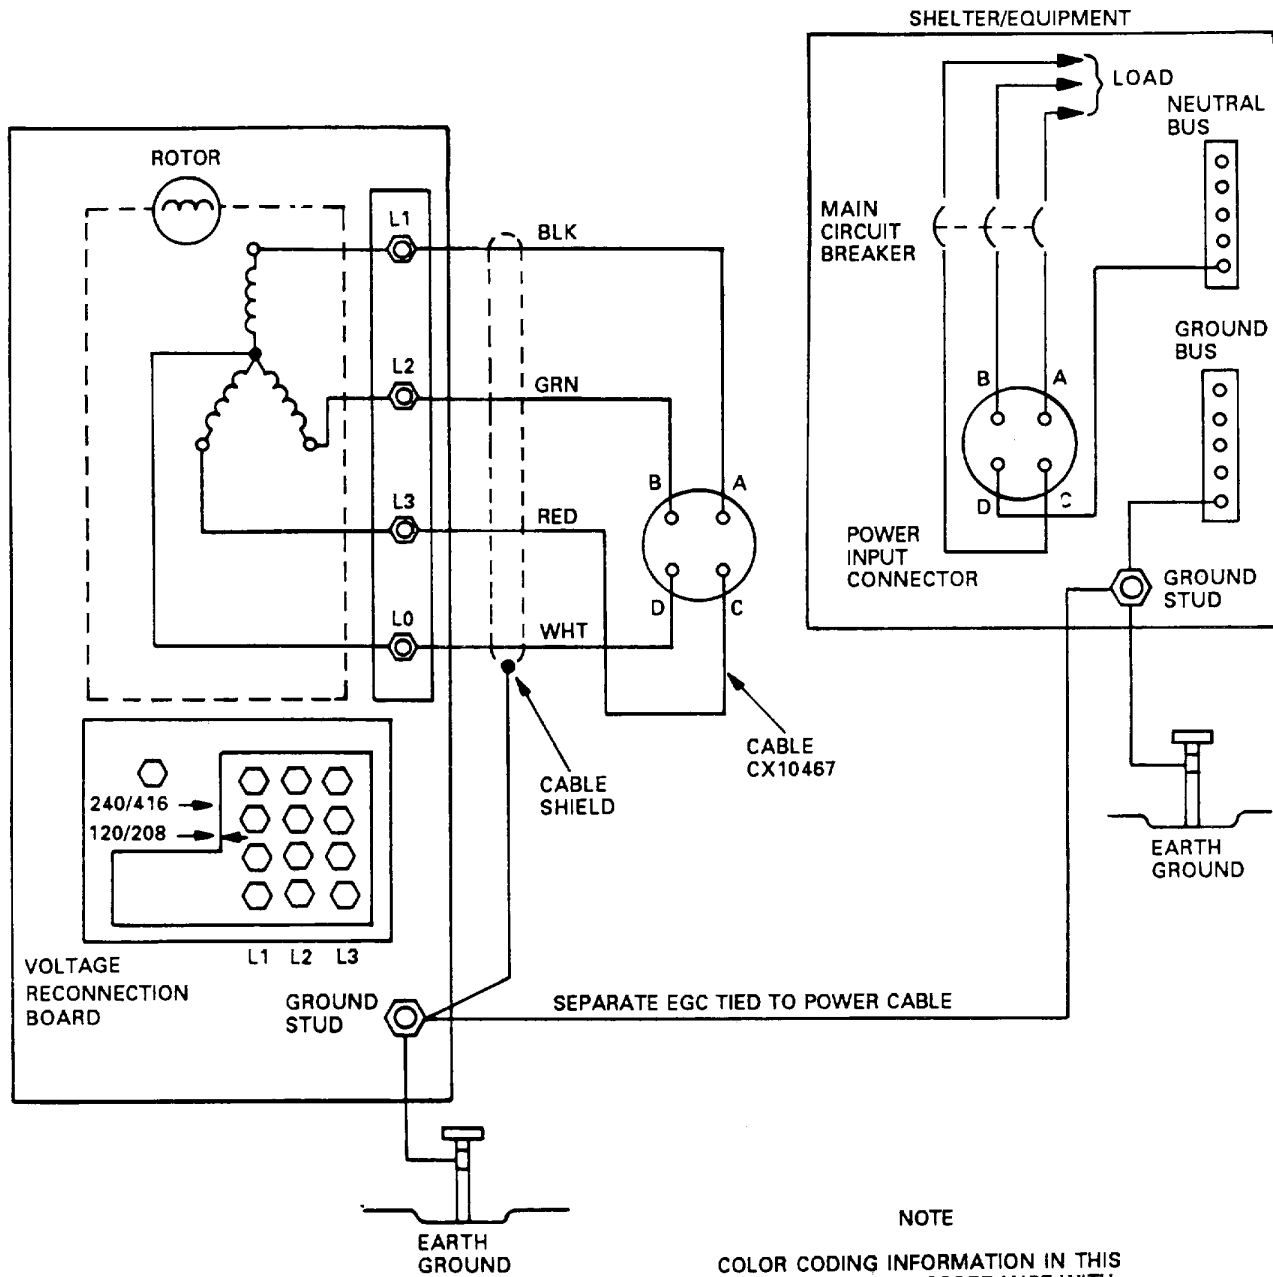 SHELTER/EQUIPMENT
LOAD
NEUTRAL
BUS
ROTOR
L1
BLK
MAIN
CIRCUIT
BREAKER
GROUND
BUS
L2
GRN
B
A
L3
RED
B
A
D
C
POWER
INPUT
CONNECTOR
GROUND
STUD
L0
WHT
D
C
CABLE
CX10467
CABLE
SHIELD
240/416
120/208
EARTH
GROUND
L1 L2 L3
VOLTAGE
RECONNECTION
BOARD
GROUND
STUD
SEPARATE EGC TIED TO POWER CABLE
EARTH
GROUND
NOTE
COLOR CODING INFORMATION IN THIS